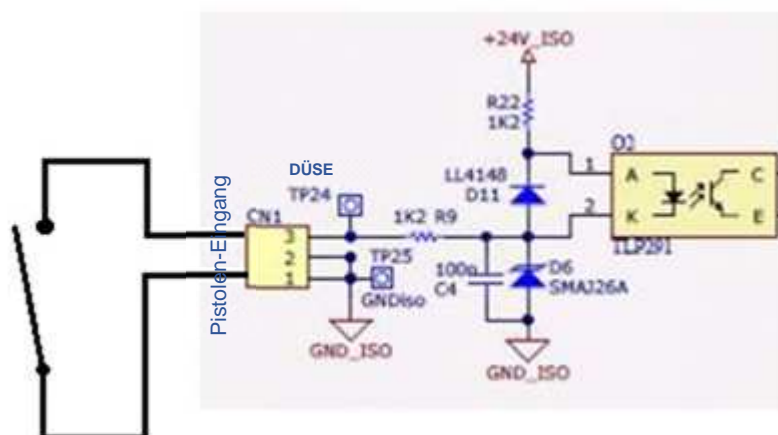 +24V_ISO
R22
1K2
O2
DÜSE
TP24
LL4148
D11
1
A
C
Pistolen-Eingang
CN1
3
2
1
1K2 R9
2
K
E
TLP291
TP25
GNDiso
100n
C4
D6
SMAJ26A
GND_ISO
GND_ISO